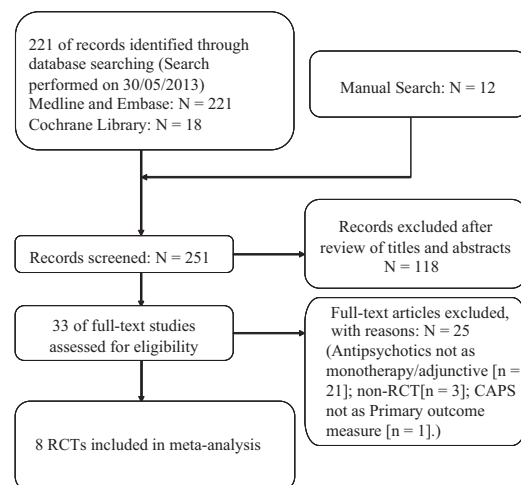 221 of records identified through
database searching (Search
performed on 30/05/2013)
Medline and Embase: N = 221
Cochrane Library: N = 18
Manual Search: N = 12
Records screened: N = 251
Records excluded after
review of titles and abstracts
N = 118
33 of full-text studies
assessed for eligibility
Full-text articles excluded,
with reasons: N = 25
(Antipsychotics not as
monotherapy/adjunctive [n =
21]; non-RCT[n = 3]; CAPS
not as Primary outcome
measure [n = 1].)
8 RCTs included in meta-analysis